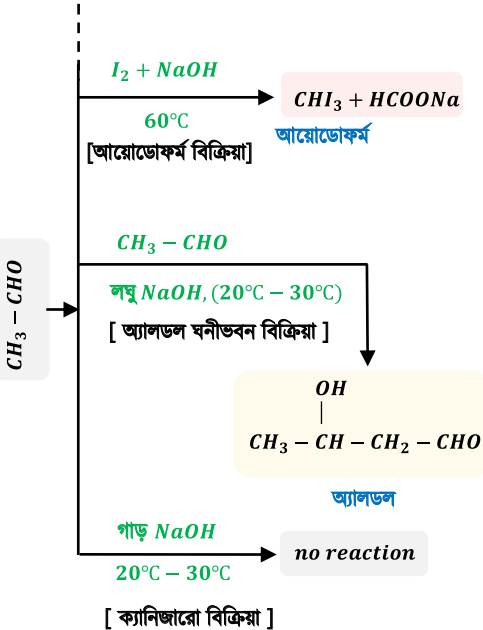 I₂ + NaOH
CHI₃ + HCOONa
60°C
আয়োডোফর্ম
[আয়োডোফর্ম বিক্রিয়া]
CH₃ − CHO
CH₃ − CHO
লঘু NaOH, (20°C − 30°C)
[ অ্যালডল ঘনীভবন বিক্রিয়া ]
OH
|
CH₃ − CH − CH₂ − CHO
অ্যালডল
গাড় NaOH
no reaction
20°C − 30°C
[ ক্যানিজারো বিক্রিয়া ]